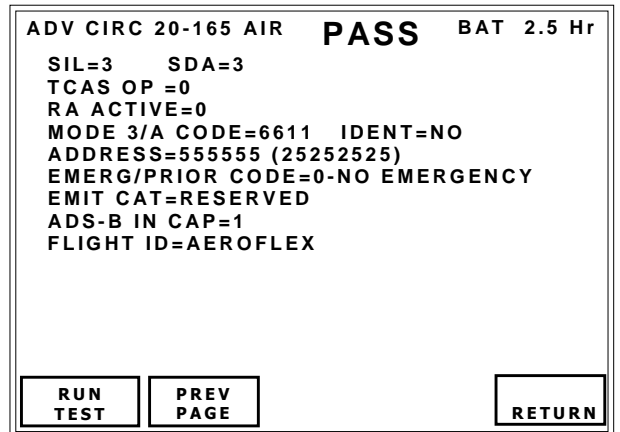 ADV CIRC 20-165 AIR PASS BAT 2.5 Hr
SIL=3 SDA=3
TCAS OP =0
RA ACTIVE=0
MODE 3/A CODE=6611 IDENT=NO
ADDRESS=555555 (25252525)
EMERG/PRIOR CODE=0-NO EMERGENCY
EMIT CAT=RESERVED
ADS-B IN CAP=1
FLIGHT ID=AEROFLEX
RUN
TEST
PREV
PAGE
RETURN